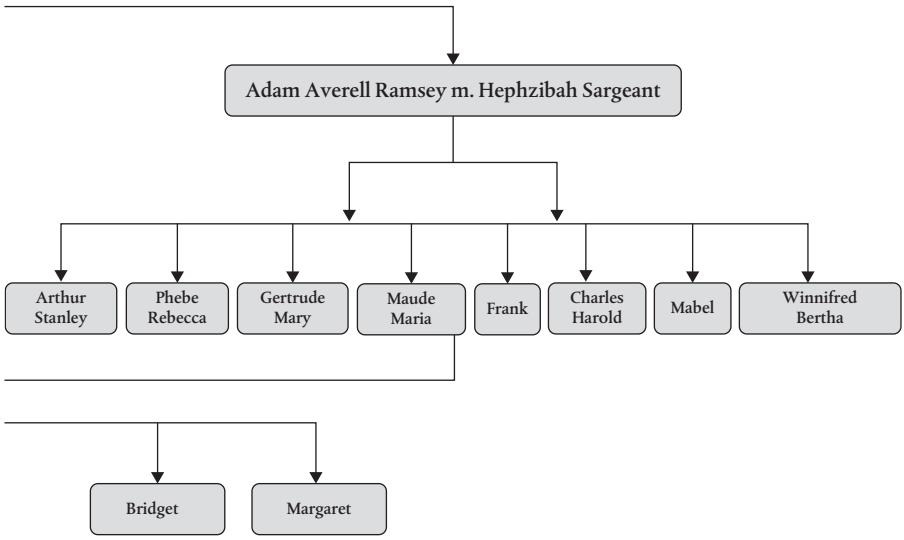 Adam Averell Ramsey m. Hephzibah Sargeant
Arthur
Stanley
Phebe
Rebecca
Gertrude
Mary
Maude
Maria
Frank
Charles
Harold
Mabel
Winnifred
Bertha
Bridget
Margaret